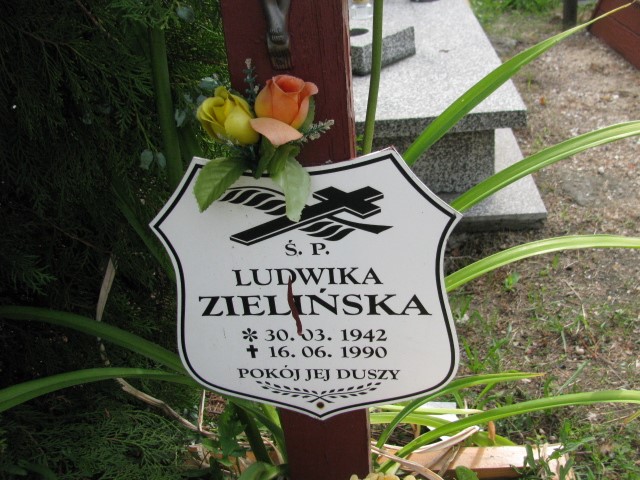 Ś. P.
LUDWIKA
ZIELIŃSKA
* 30. 03. 1942
✝ 16. 06. 1990
POKÓJ JEJ DUSZY